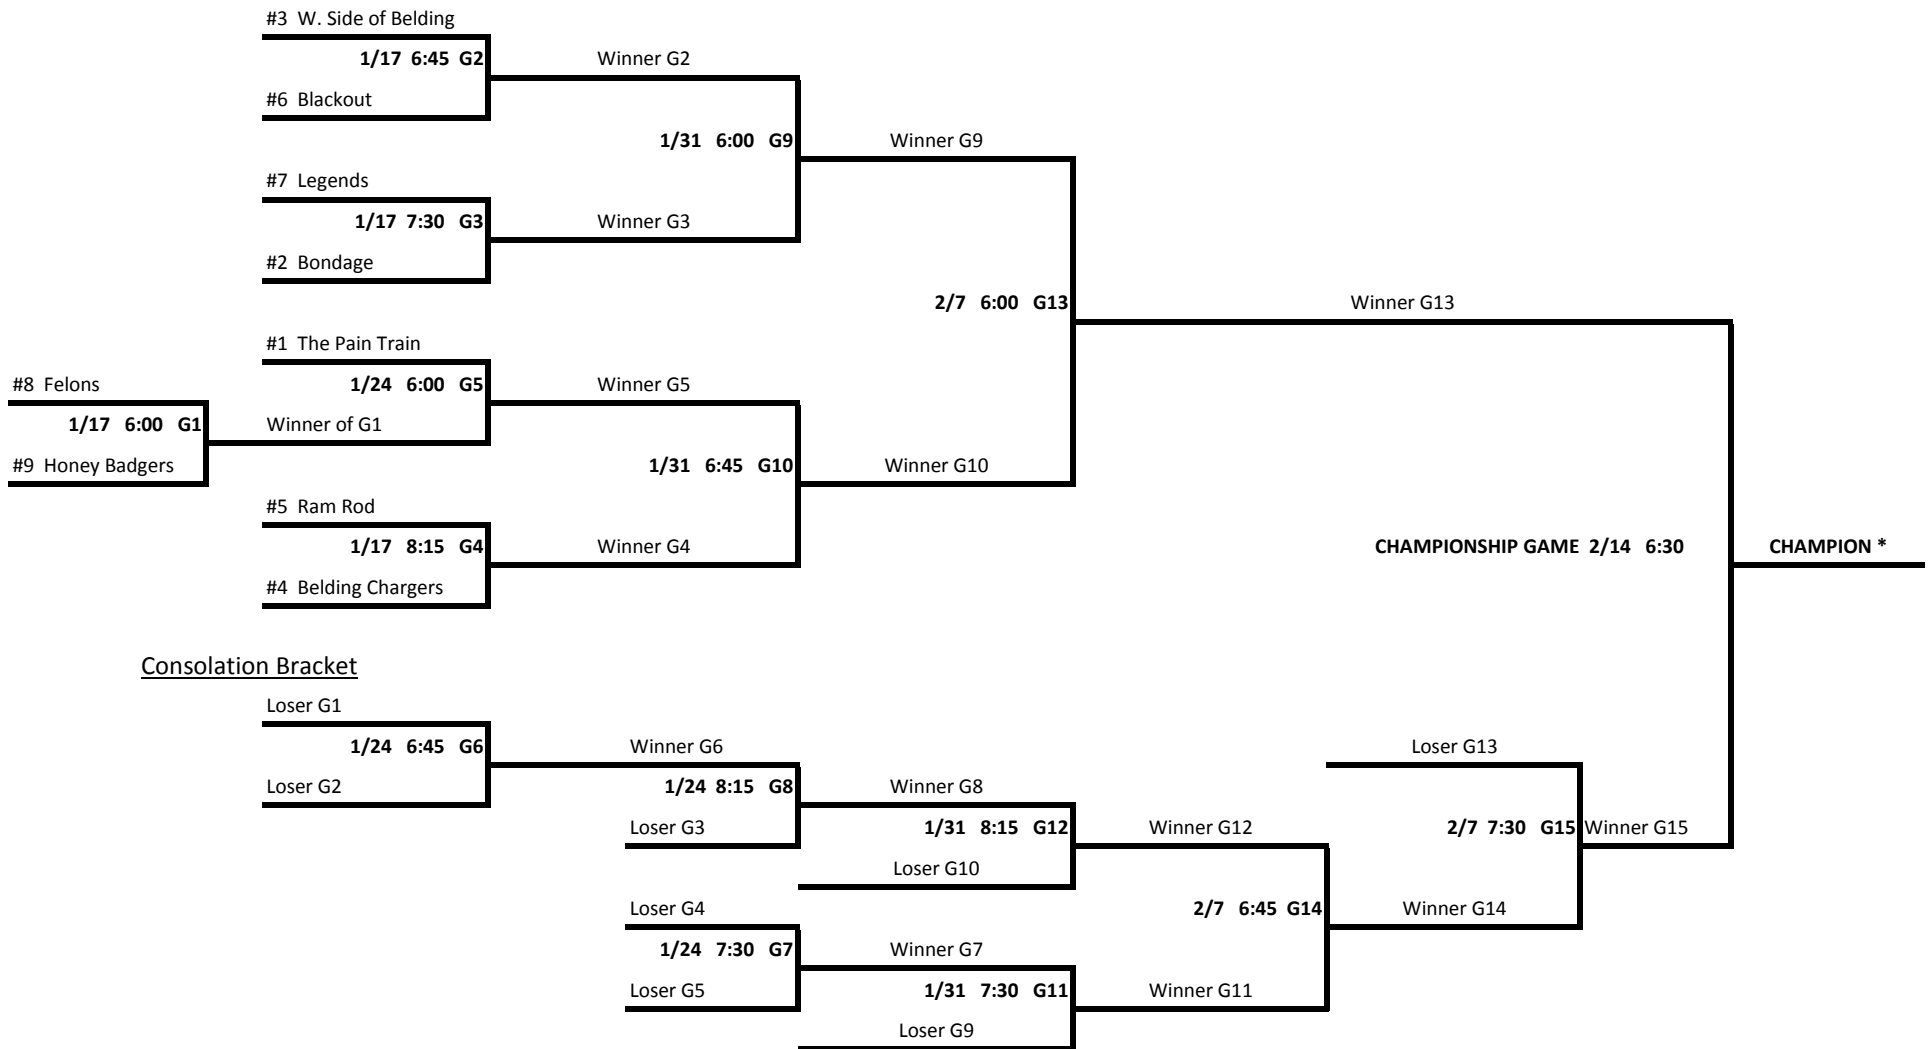 #3 W. Side of Belding
1/17 6:45 G2
Winner G2
#6 Blackout
1/31 6:00 G9
Winner G9
#7 Legends
1/17 7:30 G3
Winner G3
#2 Bondage
2/7 6:00 G13
Winner G13
#1 The Pain Train
#8 Felons
1/24 6:00 G5
Winner G5
1/17 6:00 G1
Winner of G1
#9 Honey Badgers
1/31 6:45 G10
Winner G10
#5 Ram Rod
1/17 8:15 G4
Winner G4
CHAMPIONSHIP GAME 2/14 6:30
CHAMPION *
#4 Belding Chargers
Consolation Bracket
Loser G1
1/24 6:45 G6
Winner G6
Loser G13
Loser G2
1/24 8:15 G8
Winner G8
Loser G3
1/31 8:15 G12
Winner G12
2/7 7:30 G15
Winner G15
Loser G10
Loser G4
2/7 6:45 G14
Winner G14
1/24 7:30 G7
Winner G7
Loser G5
1/31 7:30 G11
Winner G11
Loser G9